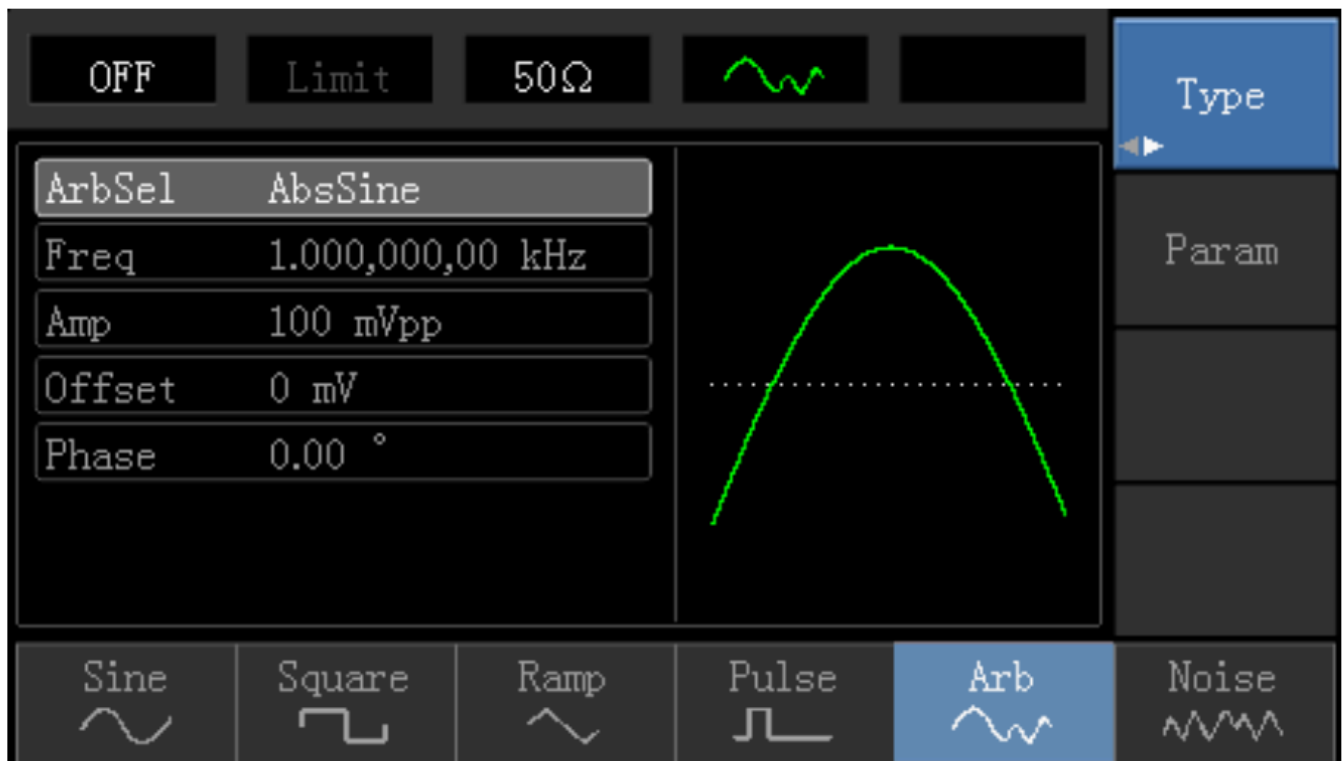 OFF Limit 50Ω
Type
ArbSel AbsSine
Freq 1.000,000,00 kHz
Param
Amp 100 mVpp
Offset 0 mV
Phase 0.00 °
Sine Square Ramp Pulse Arb Noise